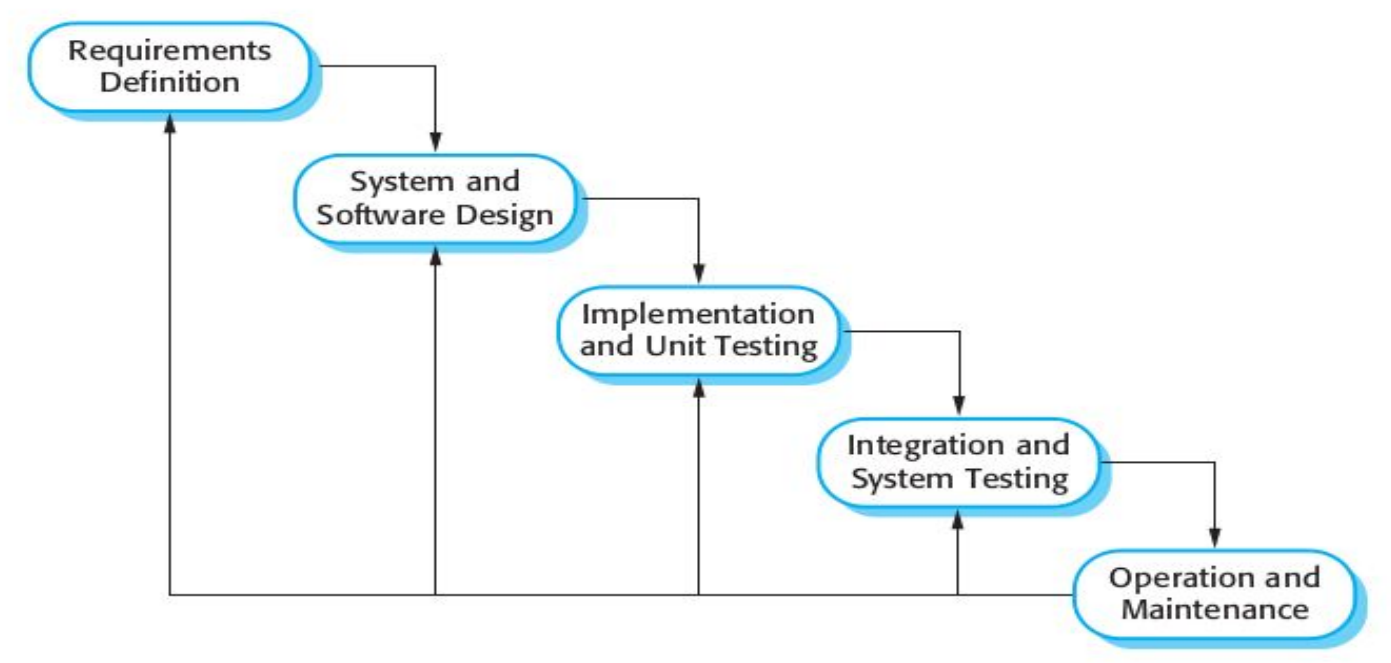 Requirements
Definition
System and
Software Design
Implementation
and Unit Testing
Integration and
System Testing
Operation and
Maintenance